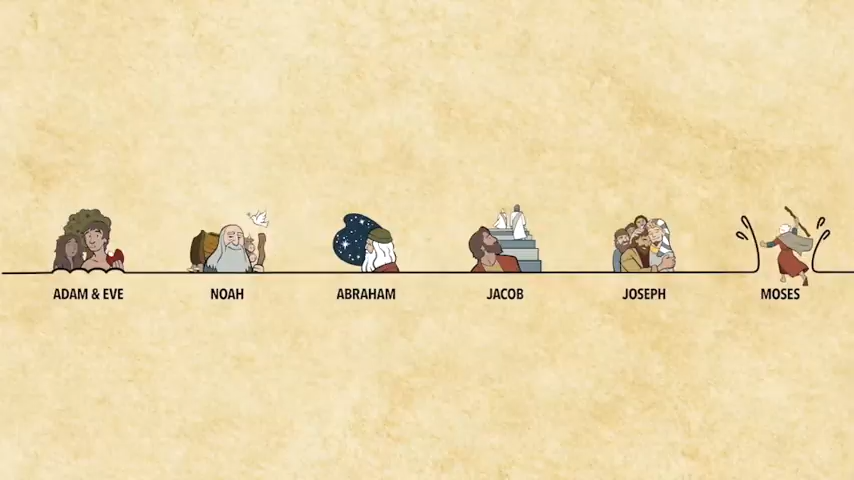 ADAM & EVE
NOAH
ABRAHAM
JACOB
JOSEPH
MOSES